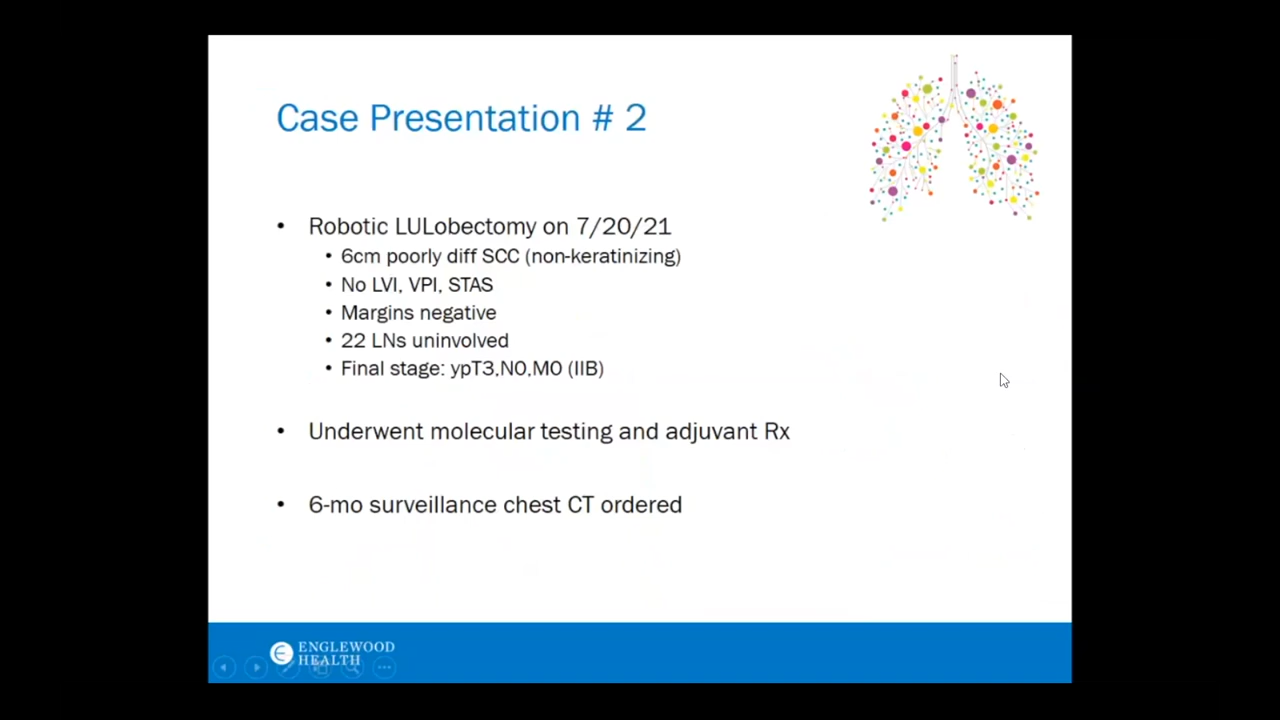 Case Presentation # 2
• Robotic LULobectomy on 7/20/21
• 6cm poorly diff SCC (non-keratinizing)
• No LVI, VPI, STAS
• Margins negative
• 22 LNs uninvolved
• Final stage: ypT3,N0,M0 (IIB)
• Underwent molecular testing and adjuvant Rx
• 6-mo surveillance chest CT ordered
ENGLEWOOD
HEALTH